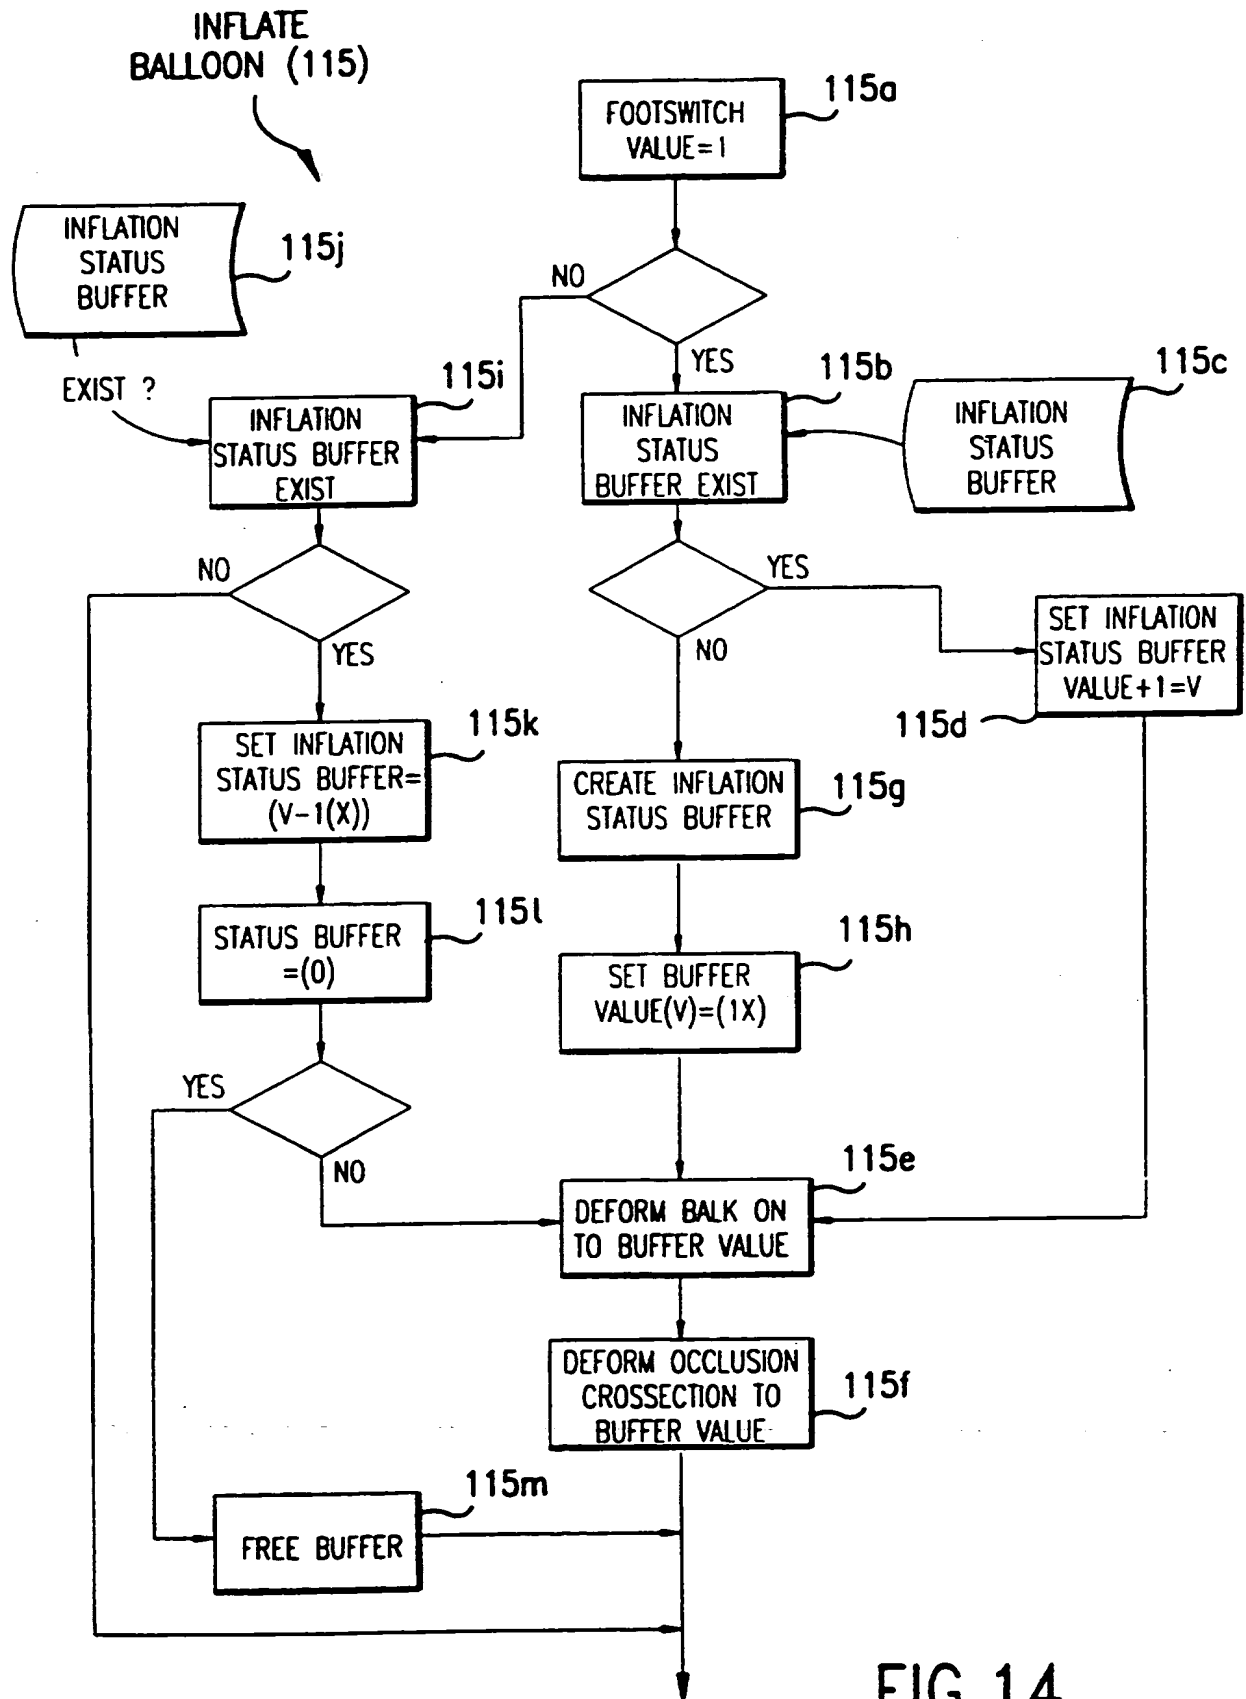 INFLATE
BALLOON (115)
115a
FOOTSWITCH
VALUE=1
INFLATION
STATUS
BUFFER
115j
NO
YES
EXIST ?
115i
INFLATION
STATUS BUFFER
EXIST
115b
INFLATION
STATUS
BUFFER EXIST
115c
INFLATION
STATUS
BUFFER
NO
YES
YES
NO
SET INFLATION
STATUS BUFFER
VALUE+1=V
115d
115k
SET INFLATION
STATUS BUFFER=
(V-1(X))
CREATE INFLATION
STATUS BUFFER
115g
115l
STATUS BUFFER
=(0)
115h
SET BUFFER
VALUE(V)=(1X)
YES
NO
115e
DEFORM BALK ON
TO BUFFER VALUE
DEFORM OCCLUSION
CROSSECTION TO
BUFFER VALUE
115f
115m
FREE BUFFER
FIG.14